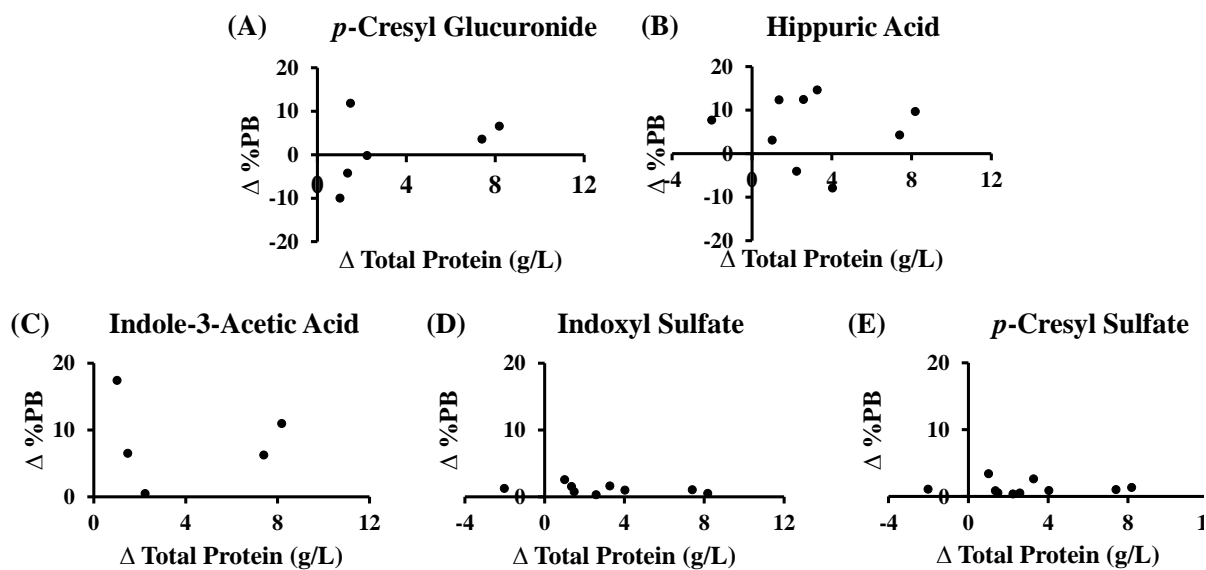 (A) p-Cresyl Glucuronide
20
10
0
-10
-20
0 4 8 12
Δ %PB
Δ Total Protein (g/L)
(B) Hippuric Acid
20
10
0
-10
-20
-4 0 4 8 12
Δ %PB
Δ Total Protein (g/L)
(C) Indole-3-Acetic Acid
20
10
0
0 4 8 12
Δ %PB
Δ Total Protein (g/L)
(D) Indoxyl Sulfate
20
10
0
-4 0 4 8 12
Δ %PB
Δ Total Protein (g/L)
(E) p-Cresyl Sulfate
20
10
0
-4 0 4 8 1
Δ %PB
Δ Total Protein (g/L)